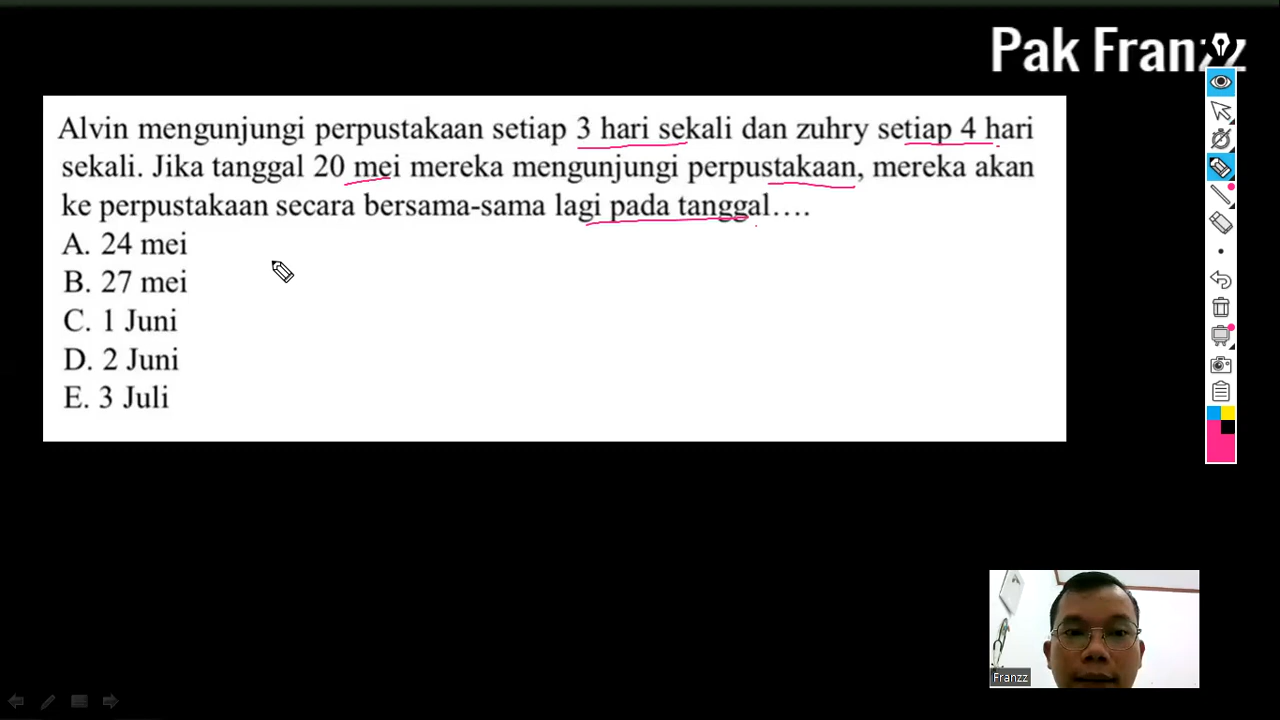 Pak Franzz
Alvin mengunjungi perpustakaan setiap 3 hari sekali dan zuhry setiap 4 hari
sekali. Jika tanggal 20 mei mereka mengunjungi perpustakaan, mereka akan
ke perpustakaan secara bersama-sama lagi pada tanggal….
A. 24 mei
B. 27 mei
C. 1 Juni
D. 2 Juni
E. 3 Juli
Franzz